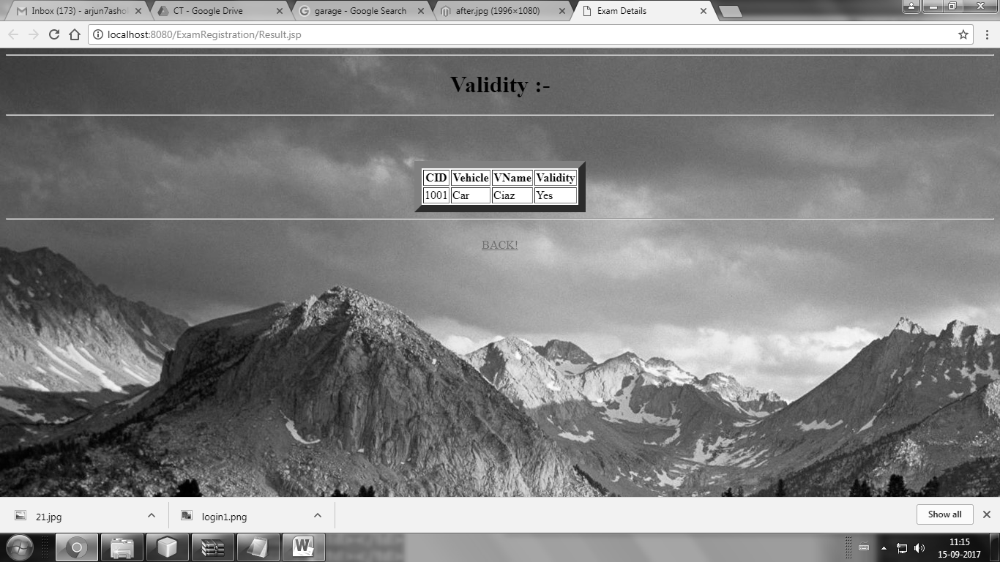 Inbox (173) - arjun7asho
CT - Google Drive
garage - Google Search
after.jpg (1996×1080)
Exam Details
localhost:8080/ExamRegistration/Result.jsp
Validity :-
CID Vehicle VName Validity
1001 Car Ciaz Yes
BACK!
21.jpg
login1.png
Show all
11:15
15-09-2017